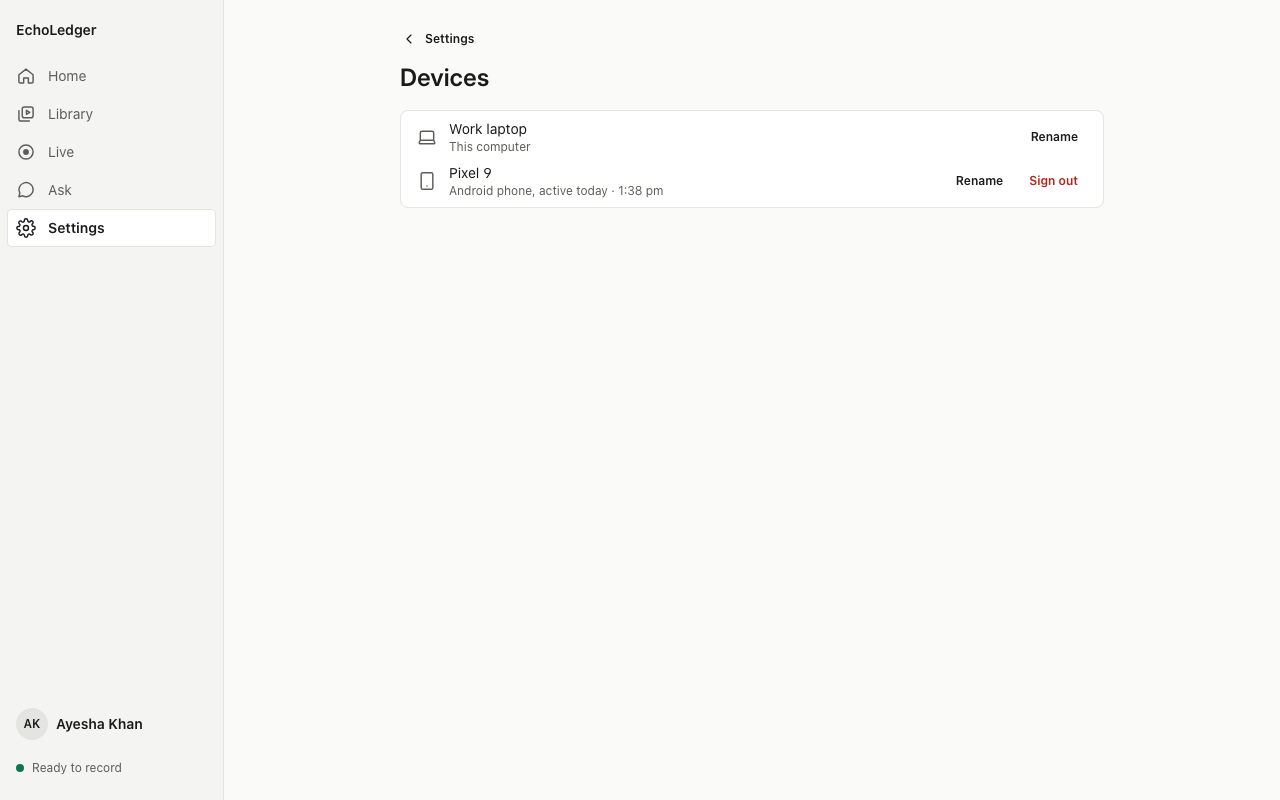 EchoLedger
Home
Library
Live
Ask
Settings
AK Ayesha Khan
Ready to record
Settings
Devices
Work laptop
This computer
Rename
Pixel 9
Android phone, active today · 1:38 pm
Rename Sign out